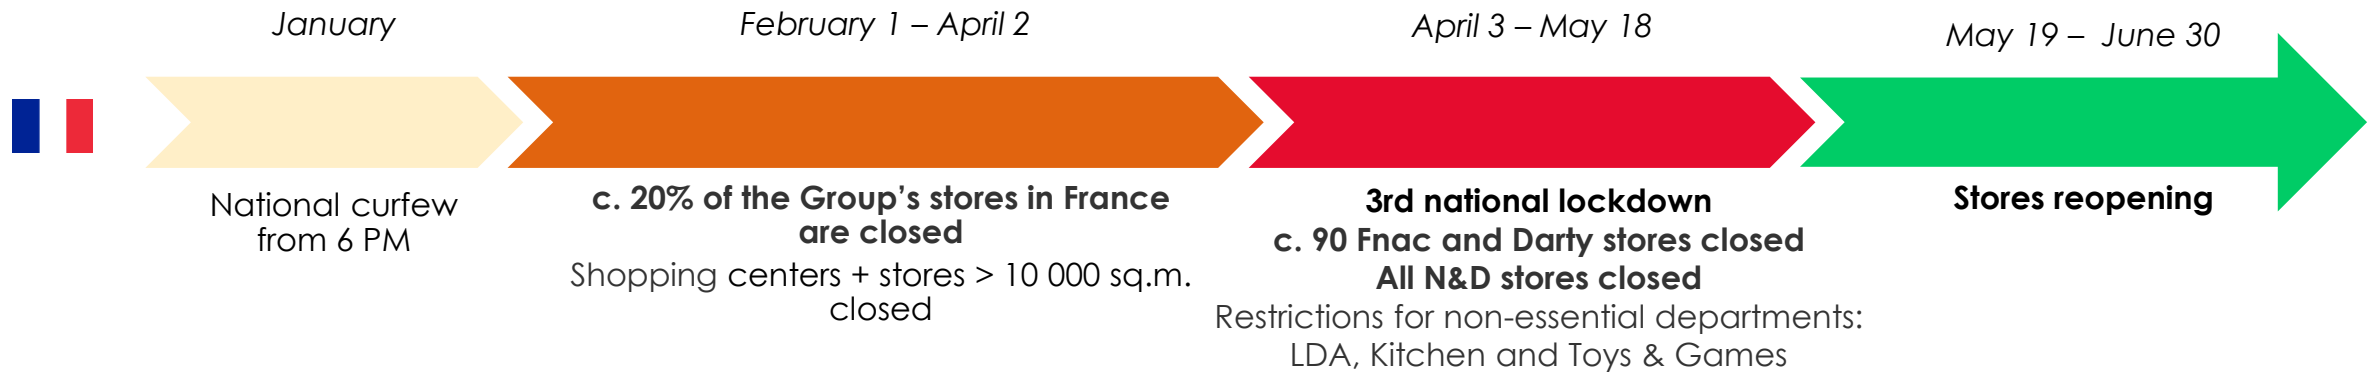 January
February 1 – April 2
April 3 – May 18
May 19 – June 30
National curfew
from 6 PM
c. 20% of the Group's stores in France
are closed
Shopping centers + stores > 10 000 sq.m.
closed
3rd national lockdown
c. 90 Fnac and Darty stores closed
All N&D stores closed
Restrictions for non-essential departments:
LDA, Kitchen and Toys & Games
Stores reopening